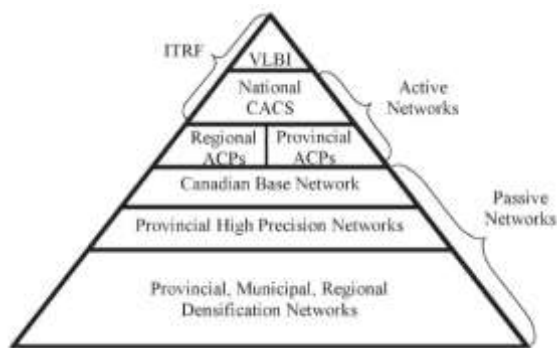 ITRF
VLBI
National
CACS
Active
Networks
Regional
ACPs
Provincial
ACPs
Canadian Base Network
Passive
Networks
Provincial High Precision Networks
Provincial, Municipal, Regional
Densification Networks